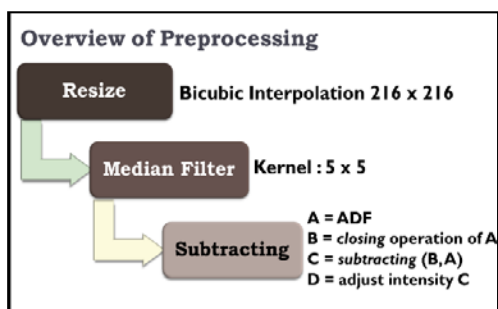 Overview of Preprocessing
Resize
Bicubic Interpolation 216 x 216
Median Filter
Kernel : 5 x 5
Subtracting
A = ADF
B = closing operation of A
C = subtracting (B,A)
D = adjust intensity C